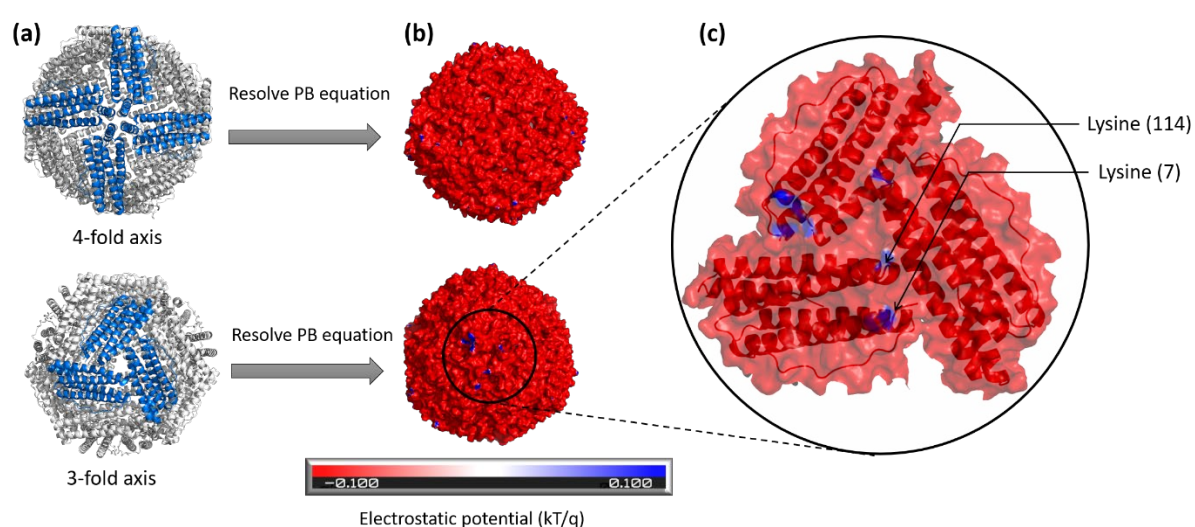 (a)
(b)
(c)
Resolve PB equation
Lysine (114)
Lysine (7)
4-fold axis
Resolve PB equation
3-fold axis
−0.100
0.100
Electrostatic potential (kT/q)